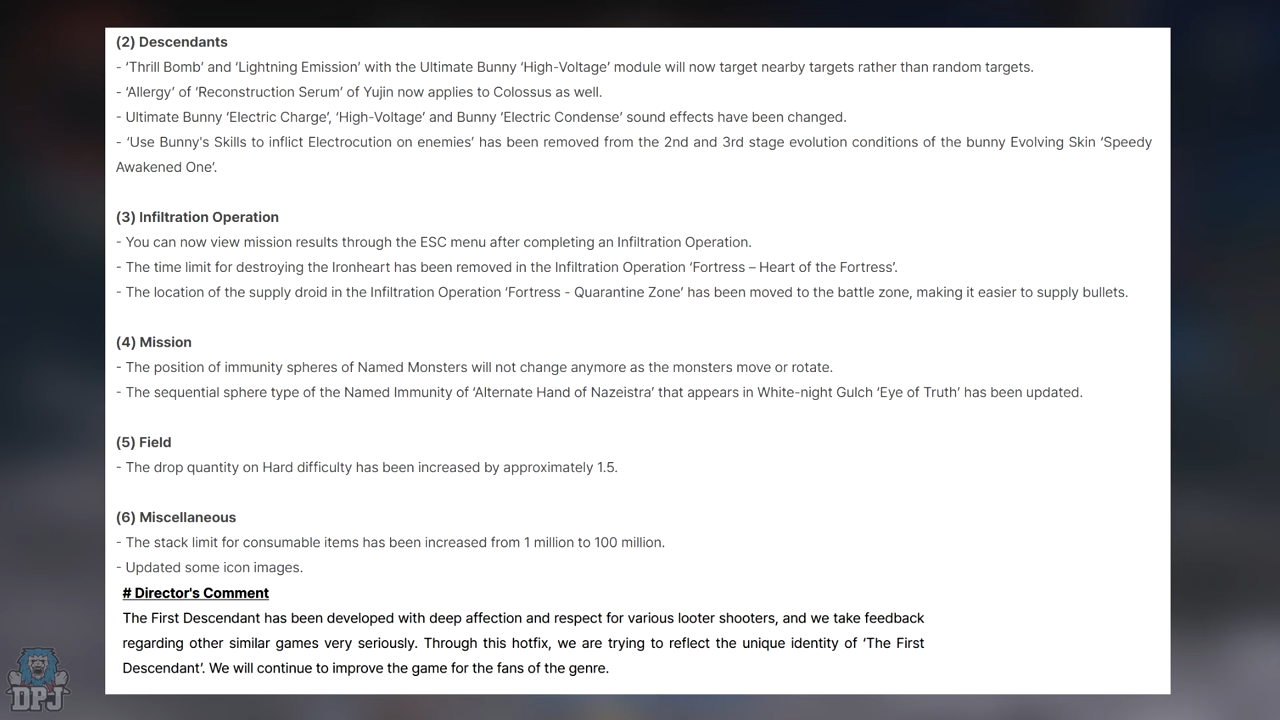 (2) Descendants
- ‘Thrill Bomb’ and ‘Lightning Emission’ with the Ultimate Bunny ‘High-Voltage’ module will now target nearby targets rather than random targets.
- ‘Allergy’ of ‘Reconstruction Serum’ of Yujin now applies to Colossus as well.
- Ultimate Bunny ‘Electric Charge’, ‘High-Voltage’ and Bunny ‘Electric Condense’ sound effects have been changed.
- ‘Use Bunny's Skills to inflict Electrocution on enemies’ has been removed from the 2nd and 3rd stage evolution conditions of the bunny Evolving Skin ‘Speedy
Awakened One’.
(3) Infiltration Operation
- You can now view mission results through the ESC menu after completing an Infiltration Operation.
- The time limit for destroying the Ironheart has been removed in the Infiltration Operation ‘Fortress – Heart of the Fortress’.
- The location of the supply droid in the Infiltration Operation ‘Fortress - Quarantine Zone’ has been moved to the battle zone, making it easier to supply bullets.
(4) Mission
- The position of immunity spheres of Named Monsters will not change anymore as the monsters move or rotate.
- The sequential sphere type of the Named Immunity of ‘Alternate Hand of Nazeistra’ that appears in White-night Gulch ‘Eye of Truth’ has been updated.
(5) Field
- The drop quantity on Hard difficulty has been increased by approximately 1.5.
(6) Miscellaneous
- The stack limit for consumable items has been increased from 1 million to 100 million.
- Updated some icon images.
# Director's Comment
The First Descendant has been developed with deep affection and respect for various looter shooters, and we take feedback
regarding other similar games very seriously. Through this hotfix, we are trying to reflect the unique identity of ‘The First
Descendant’. We will continue to improve the game for the fans of the genre.
DPJ